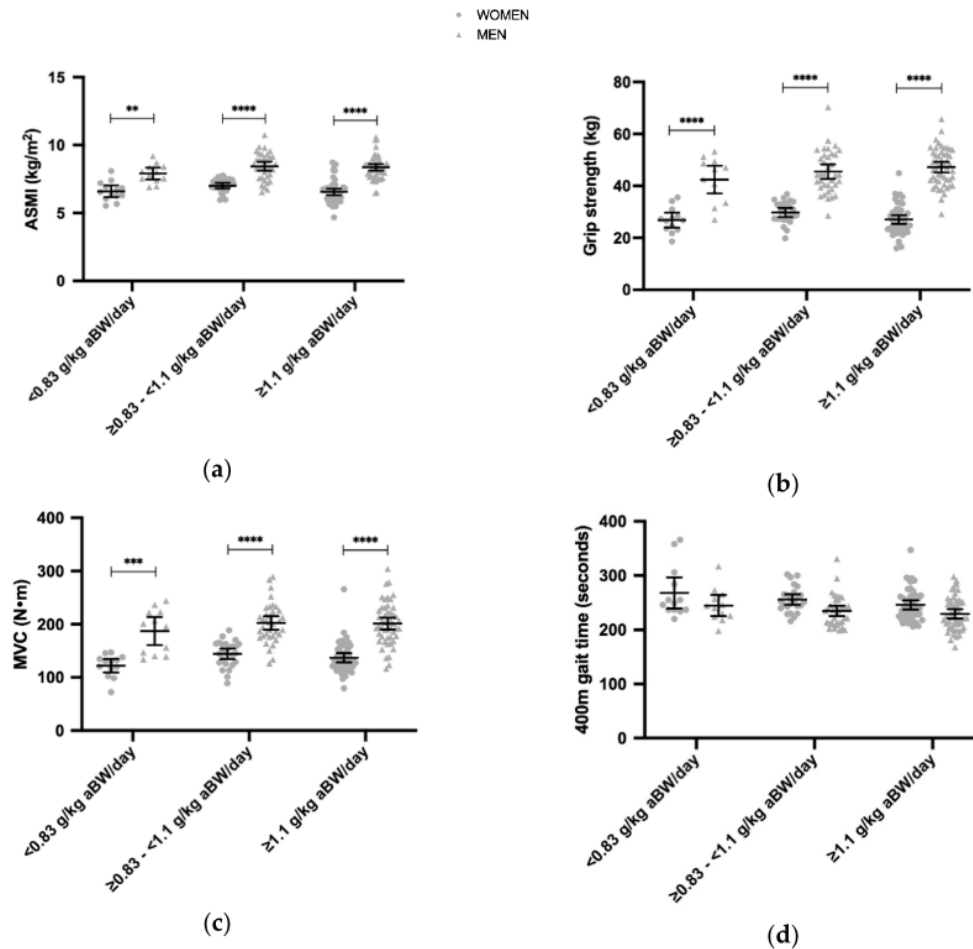 WOMEN
MEN
ASMI (kg/m²)
15
10
5
0
**
****
****
<0.83 g/kg aBW/day
≥0.83 - <1.1 g/kg aBW/day
≥1.1 g/kg aBW/day
(a)
Grip strength (kg)
80
60
40
20
0
****
****
****
<0.83 g/kg aBW/day
≥0.83 - <1.1 g/kg aBW/day
≥1.1 g/kg aBW/day
(b)
MVC (N•m)
400
300
200
100
0
***
****
****
<0.83 g/kg aBW/day
≥0.83 - <1.1 g/kg aBW/day
≥1.1 g/kg aBW/day
(c)
400m gait time (seconds)
400
300
200
100
0
<0.83 g/kg aBW/day
≥0.83 - <1.1 g/kg aBW/day
≥1.1 g/kg aBW/day
(d)